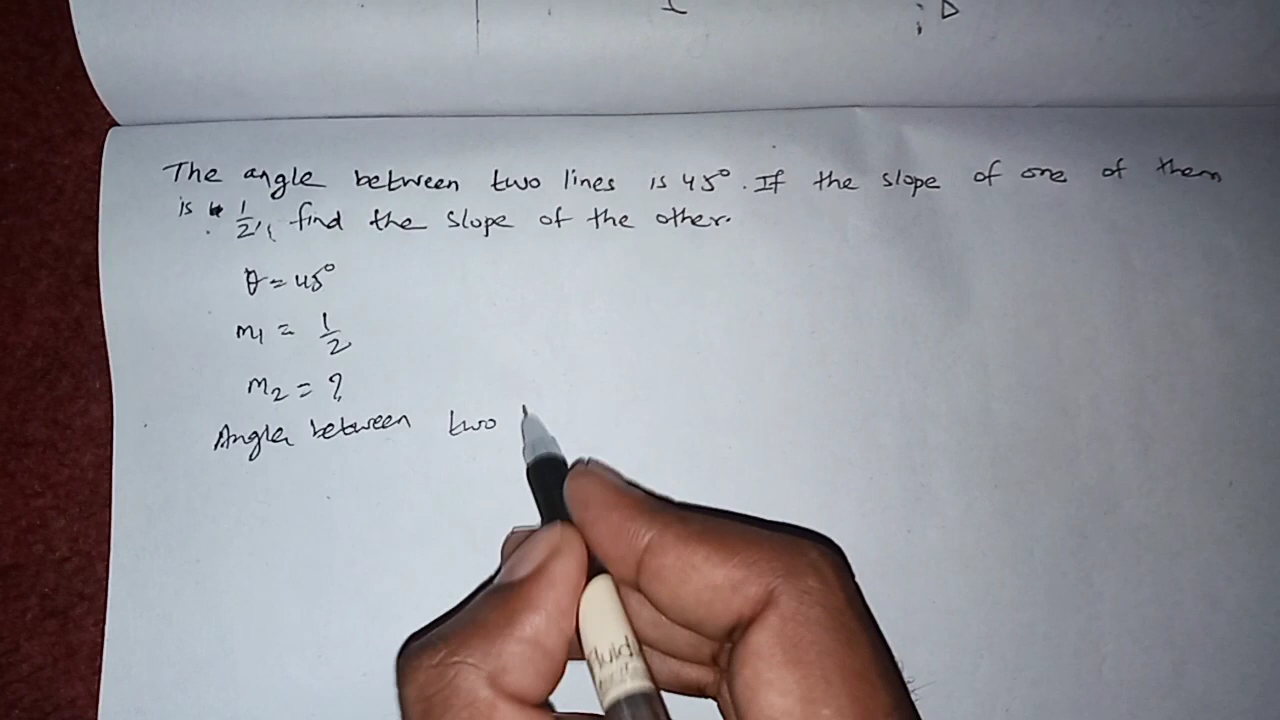 The angle between two lines is 45°. If the slope of one of them
is 1/2, find the slope of the other.
θ = 45°
m1 = 1/2
m2 = ?
Angle between two